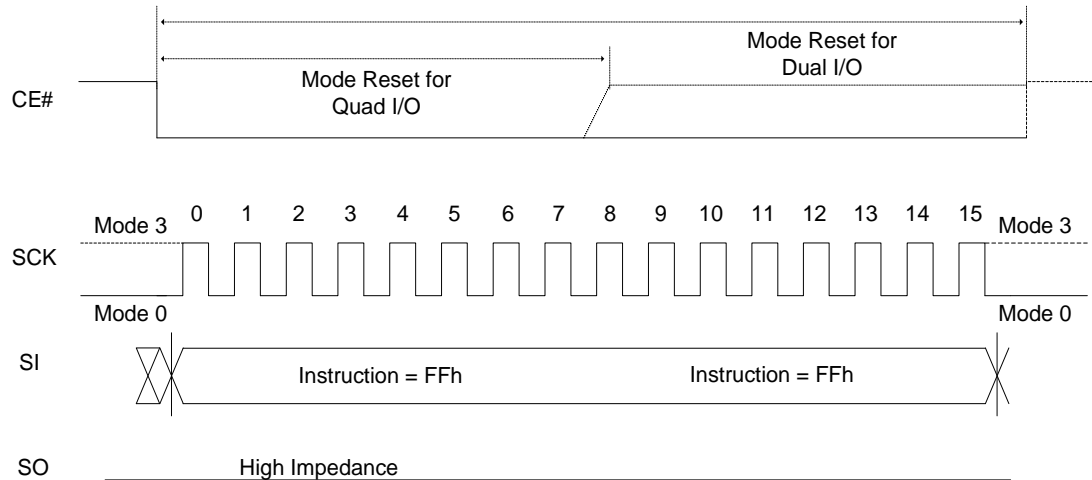 Mode Reset for
Dual I/O
Mode Reset for
Quad I/O
CE#
0 1 2 3 4 5 6 7 8 9 10 11 12 13 14 15
Mode 3 Mode 3
SCK
Mode 0 Mode 0
SI
Instruction = FFh Instruction = FFh
SO High Impedance